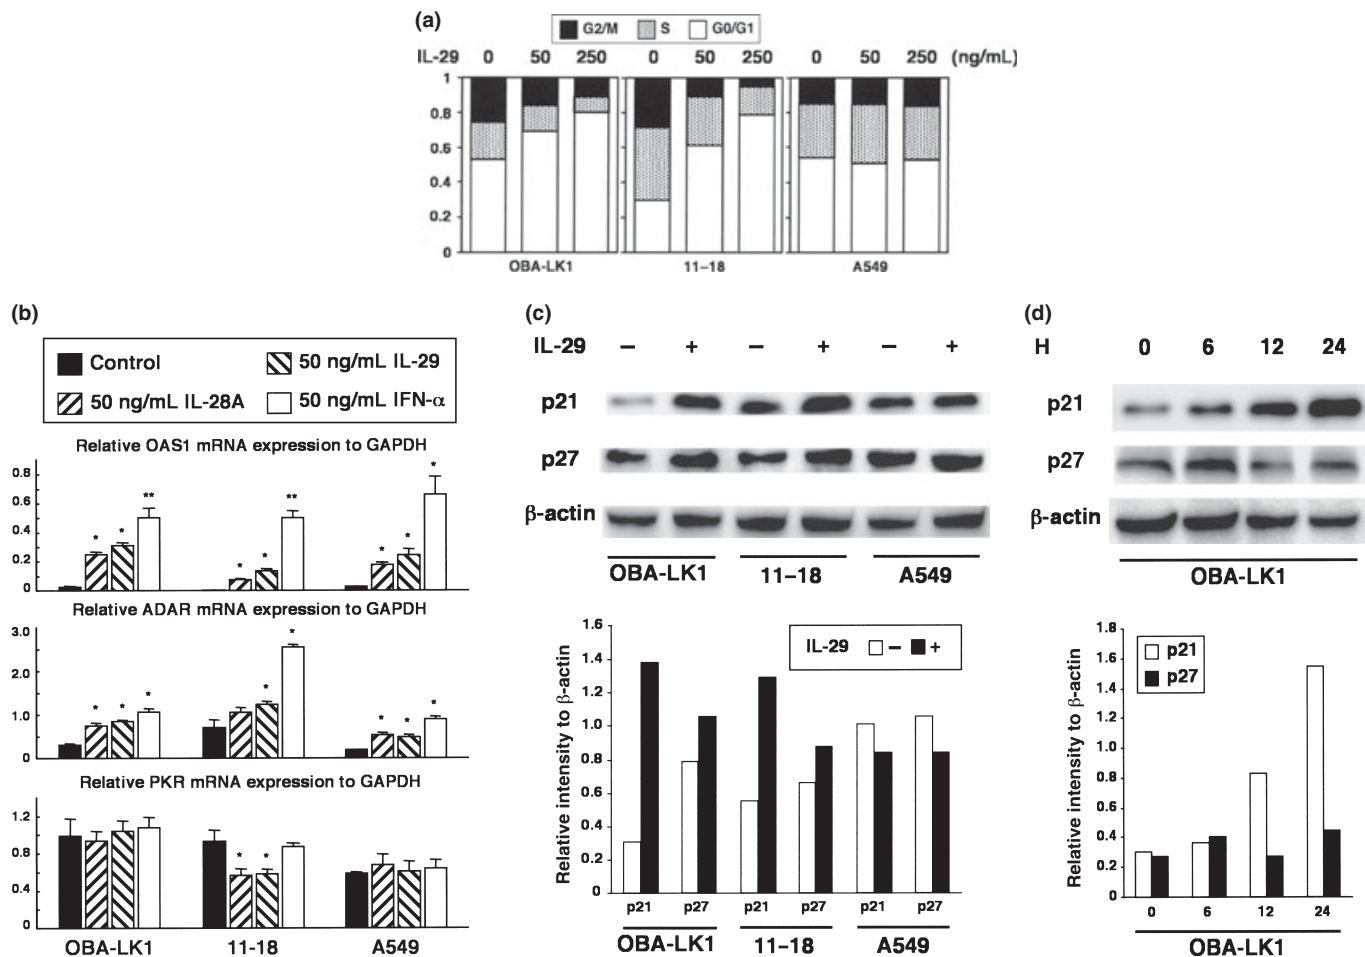 (a)
G2/M S G0/G1
IL-29 0 50 250 0 50 250 0 50 250 (ng/mL)
1
0.8
0.6
0.4
0.2
0
OBA-LK1 11–18 A549
(b)
Control 50 ng/mL IL-29
50 ng/mL IL-28A 50 ng/mL IFN-α
Relative OAS1 mRNA expression to GAPDH
0.8
0.6
0.4
0.2
0
* * ** * * ** * * *
Relative ADAR mRNA expression to GAPDH
3.0
2.0
1.0
0
* * * * * * * *
Relative PKR mRNA expression to GAPDH
1.2
0.8
0.4
0
* *
OBA-LK1 11-18 A549
(c)
IL-29 – + – + – +
p21
p27
β-actin
OBA-LK1 11–18 A549
Relative intensity to β-actin
1.6
1.4
1.2
1.0
0.8
0.6
0.4
0.2
0
IL-29 – +
p21 p27 p21 p27 p21 p27
OBA-LK1 11–18 A549
(d)
H 0 6 12 24
p21
p27
β-actin
OBA-LK1
Relative intensity to β-actin
1.8
1.6
1.4
1.2
1.0
0.8
0.6
0.4
0.2
0
p21
p27
0 6 12 24
OBA-LK1